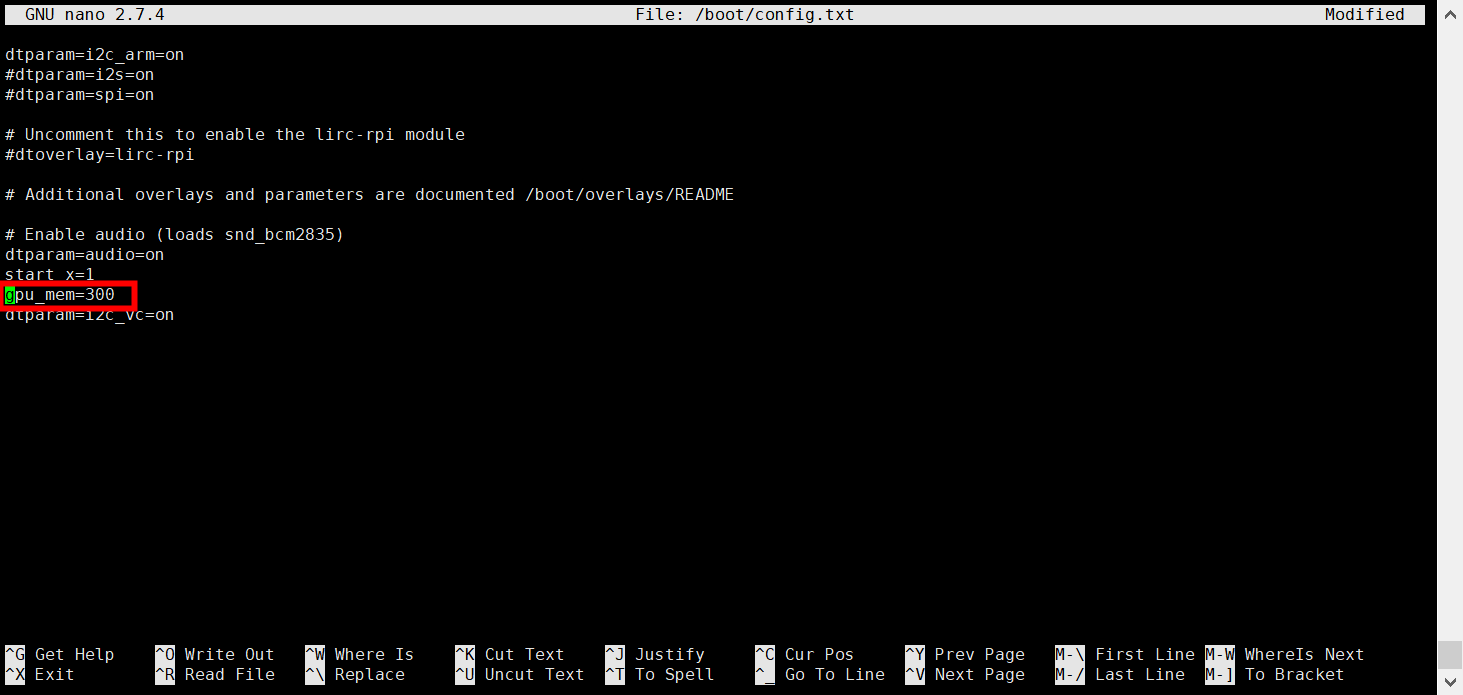 GNU nano 2.7.4 File: /boot/config.txt Modified
dtparam=i2c_arm=on
#dtparam=i2s=on
#dtparam=spi=on
# Uncomment this to enable the lirc-rpi module
#dtoverlay=lirc-rpi
# Additional overlays and parameters are documented /boot/overlays/README
# Enable audio (loads snd_bcm2835)
dtparam=audio=on
start_x=1
gpu_mem=300
dtparam=i2c_vc=on
^G Get Help ^O Write Out ^W Where Is ^K Cut Text ^J Justify ^C Cur Pos ^Y Prev Page M-\ First Line M-W WhereIs Next
^X Exit ^R Read File ^\ Replace ^U Uncut Text ^T To Spell ^_ Go To Line ^V Next Page M-/ Last Line M-] To Bracket